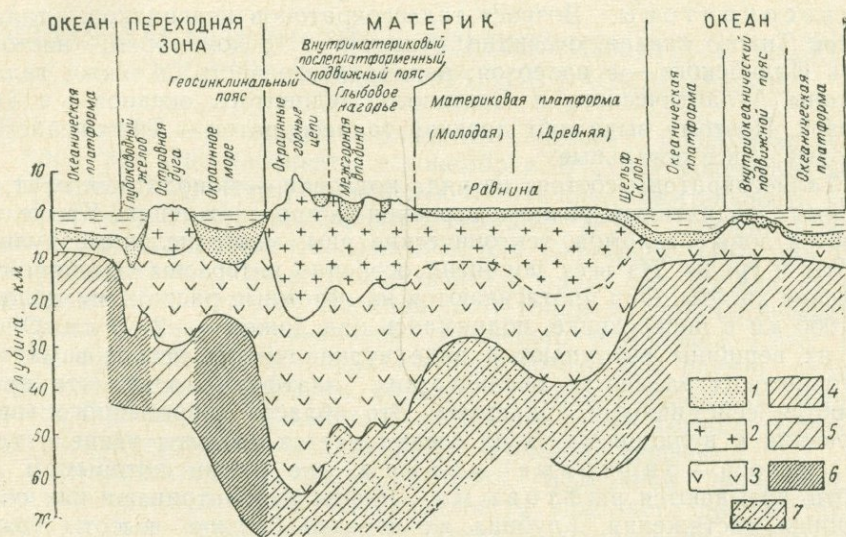 ОКЕАН
ПЕРЕХОДНАЯ
ЗОНА
МАТЕРИК
ОКЕАН
Геосинклинальный
пояс
Внутриматериковый
послеплатформенный
подвижный пояс
Глыбовое
нагорье
Материковая платформа
(Молодая)
(Древняя)
Равнина
Океаническая
платформа
Глубоководный
желоб
Островная
дуга
Окраинное
море
Окраинные
горные
цепи
Межгорная
впадина
Шельф
Склон
Океаническая
платформа
Внутриокеанический
подвижной пояс
Океаническая
платформа
Глубина, км
10
0
10
20
30
40
50
60
70
1
2
3
4
5
6
7